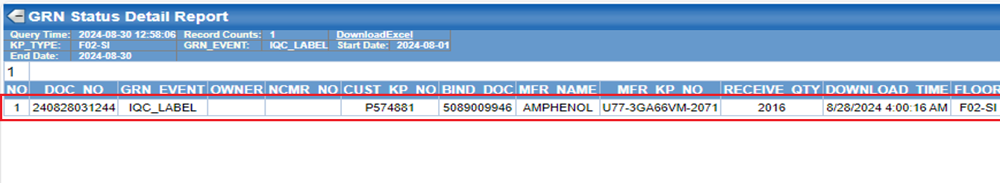 GRN Status Detail Report
Query Time: 2024-08-30 12:58:06 Record Counts: 1 DownloadExcel
KP_TYPE: F02-SI GRN_EVENT: IQC_LABEL Start Date: 2024-08-01
End Date: 2024-08-30
1
NO DOC_NO GRN_EVENT OWNER NCMR_NO CUST_KP_NO BIND_DOC MFR_NAME MFR_KP_NO RECEIVE_QTY DOWNLOAD_TIME FLOOR
1 240828031244 IQC_LABEL P574881 5089009946 AMPHENOL U77-3GA66VM-2071 2016 8/28/2024 4:00:16 AM F02-SI